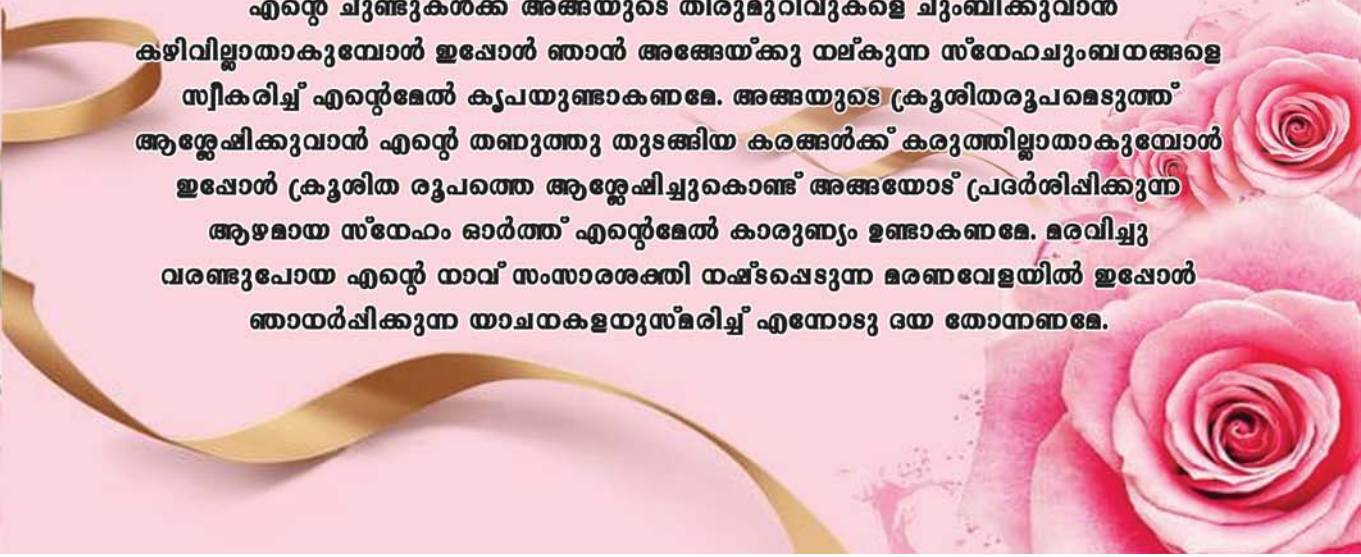 എന്റെ ചുണ്ടുകൾക്ക് അങ്ങയുടെ തിരുമുറിവുകളെ ചുംബിക്കുവാൻ
കഴിവില്ലാതാകുമ്പോൾ ഇപ്പോൾ ഞാൻ അങ്ങേയ്ക്കു നല്കുന്ന സ്നേഹചുംബനങ്ങളെ
സ്വീകരിച്ച് എന്റെമേൽ കൃപയുണ്ടാകണമേ. അങ്ങയുടെ ക്രൂശിതരൂപമെടുത്ത്
ആശ്ലേഷിക്കുവാൻ എന്റെ തണുത്തു തുടങ്ങിയ കരങ്ങൾക്ക് കരുത്തില്ലാതാകുമ്പോൾ
ഇപ്പോൾ ക്രൂശിത രൂപത്തെ ആശ്ലേഷിച്ചുകൊണ്ട് അങ്ങയോട് പ്രദർശിപ്പിക്കുന്ന
ആഴമായ സ്നേഹം ഓർത്ത് എന്റെമേൽ കാരുണ്യം ഉണ്ടാകണമേ. മരവിച്ചു
വരണ്ടുപോയ എന്റെ നാവ് സംസാരശക്തി നഷ്ടപ്പെടുന്ന മരണവേളയിൽ ഇപ്പോൾ
ഞാനർപ്പിക്കുന്ന യാചനകളനുസ്മരിച്ച് എന്നോടു ദയ തോന്നണമേ.